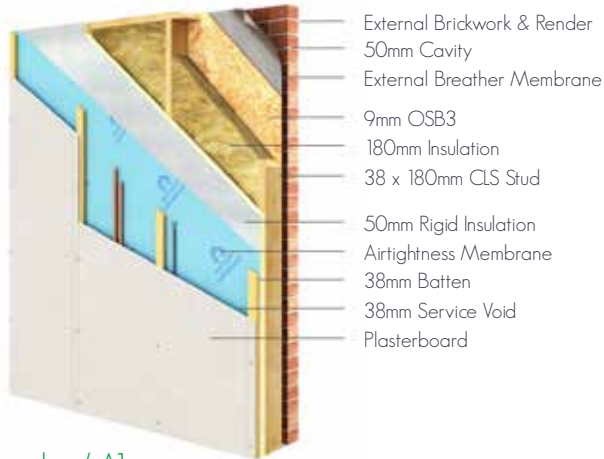 External Brickwork & Render
50mm Cavity
External Breather Membrane
9mm OSB3
180mm Insulation
38 x 180mm CLS Stud
50mm Rigid Insulation
Airtightness Membrane
38mm Batten
38mm Service Void
Plasterboard